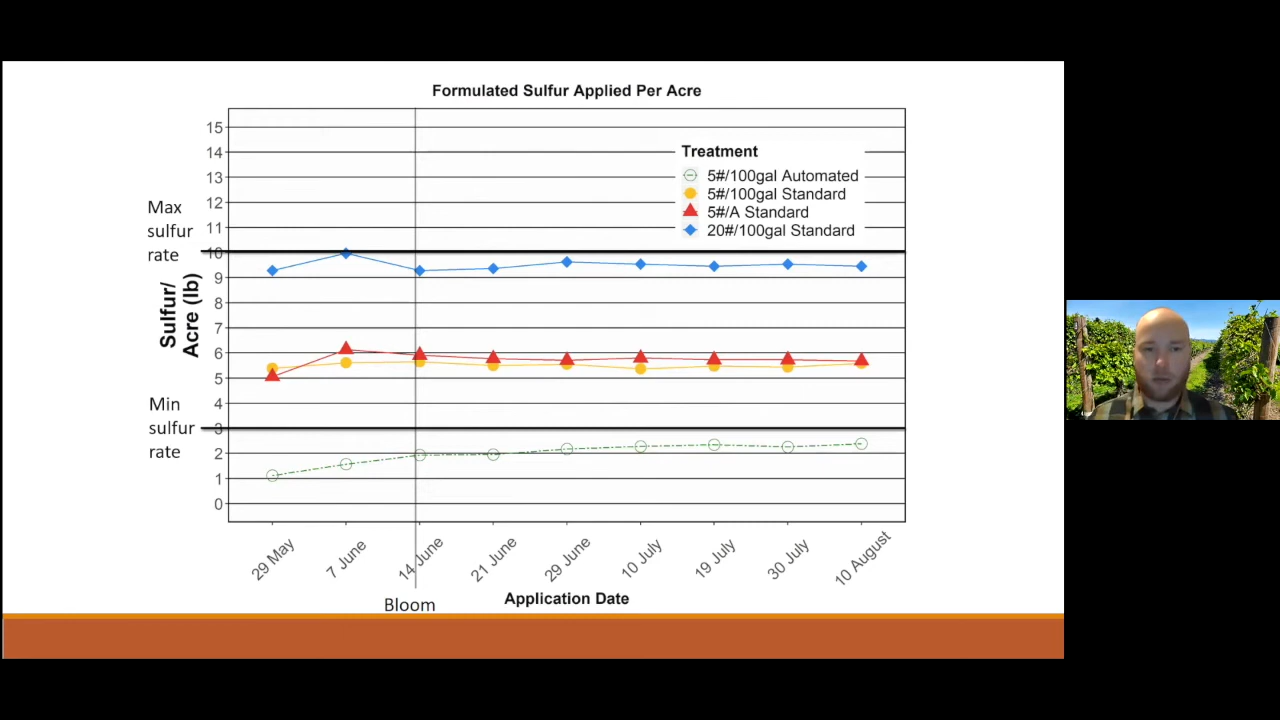 Formulated Sulfur Applied Per Acre
15
14
13
12
11
10
9
8
7
6
5
4
3
2
1
0
Max
sulfur
rate
Sulfur/
Acre (lb)
Min
sulfur
rate
Treatment
5#/100gal Automated
5#/100gal Standard
5#/A Standard
20#/100gal Standard
29 May
7 June
14 June
21 June
29 June
10 July
19 July
30 July
10 August
Bloom
Application Date